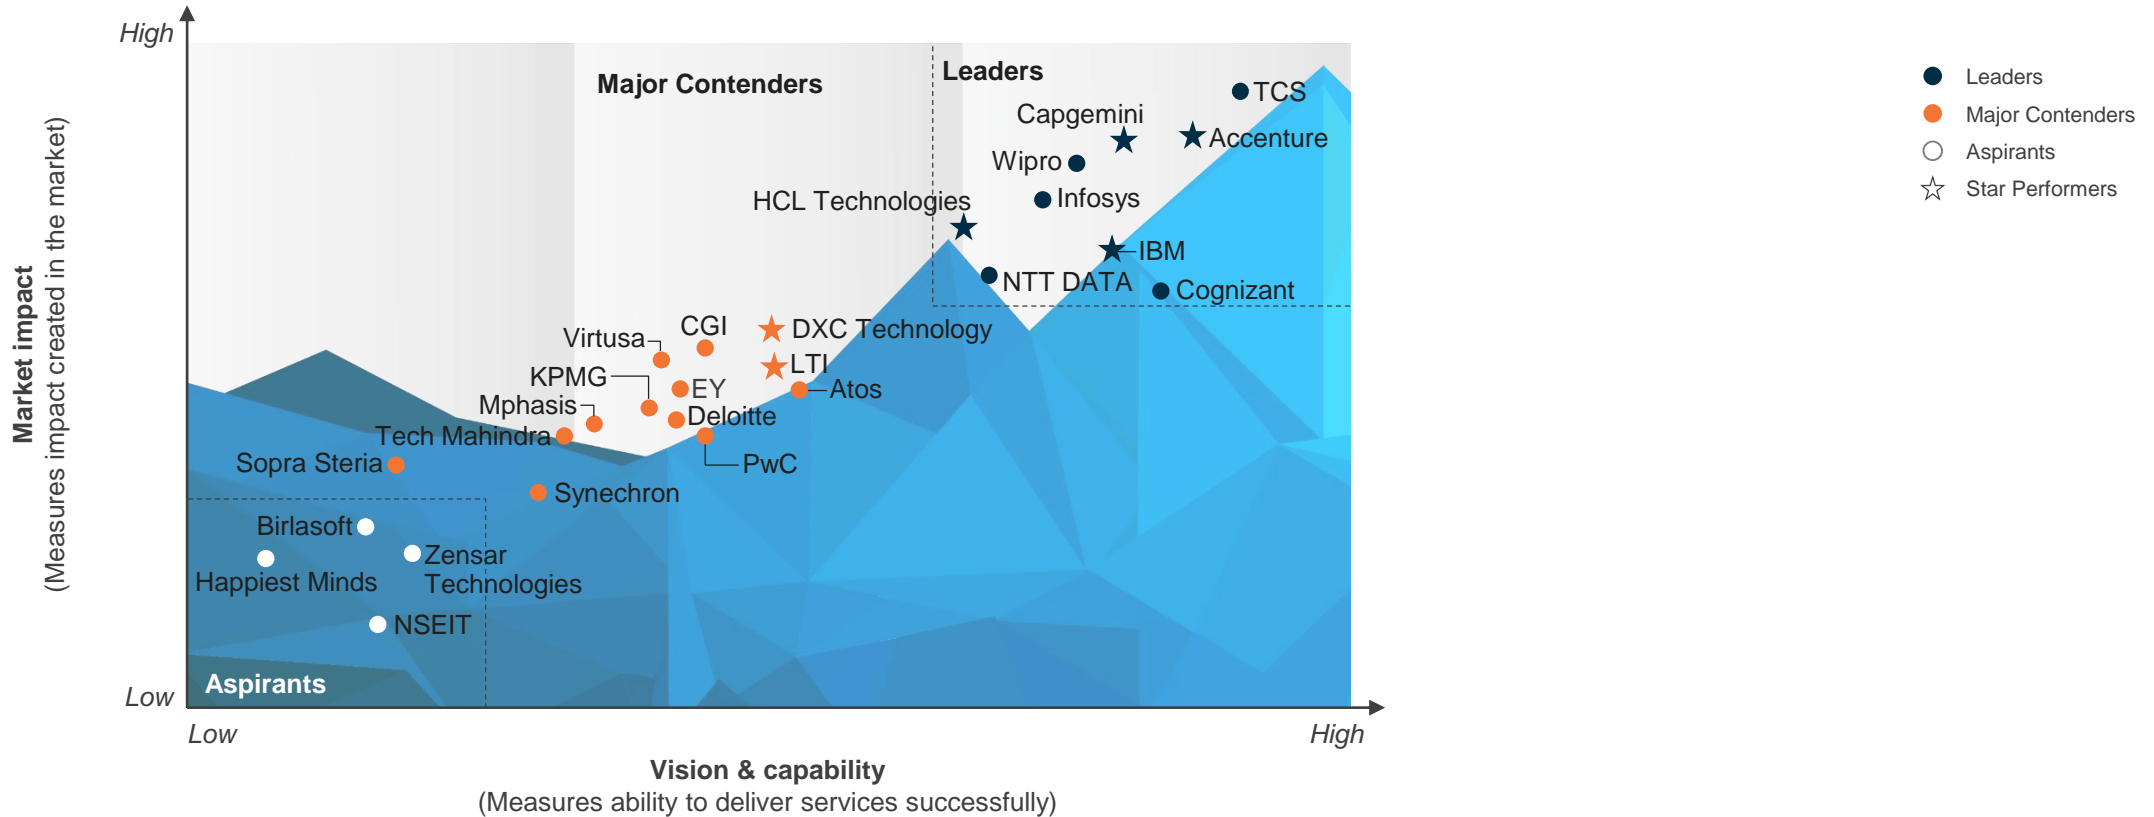 High
Market impact
(Measures impact created in the market)
Low
Low
High
Vision & capability
(Measures ability to deliver services successfully)
Major Contenders
Leaders
TCS
Capgemini
Accenture
Wipro
Infosys
HCL Technologies
IBM
NTT DATA
Cognizant
CGI
DXC Technology
Virtusa
LTI
KPMG
EY
Atos
Mphasis
Deloitte
Tech Mahindra
Sopra Steria
PwC
Synechron
Birlasoft
Zensar
Technologies
Happiest Minds
NSEIT
Aspirants
Leaders
Major Contenders
Aspirants
Star Performers